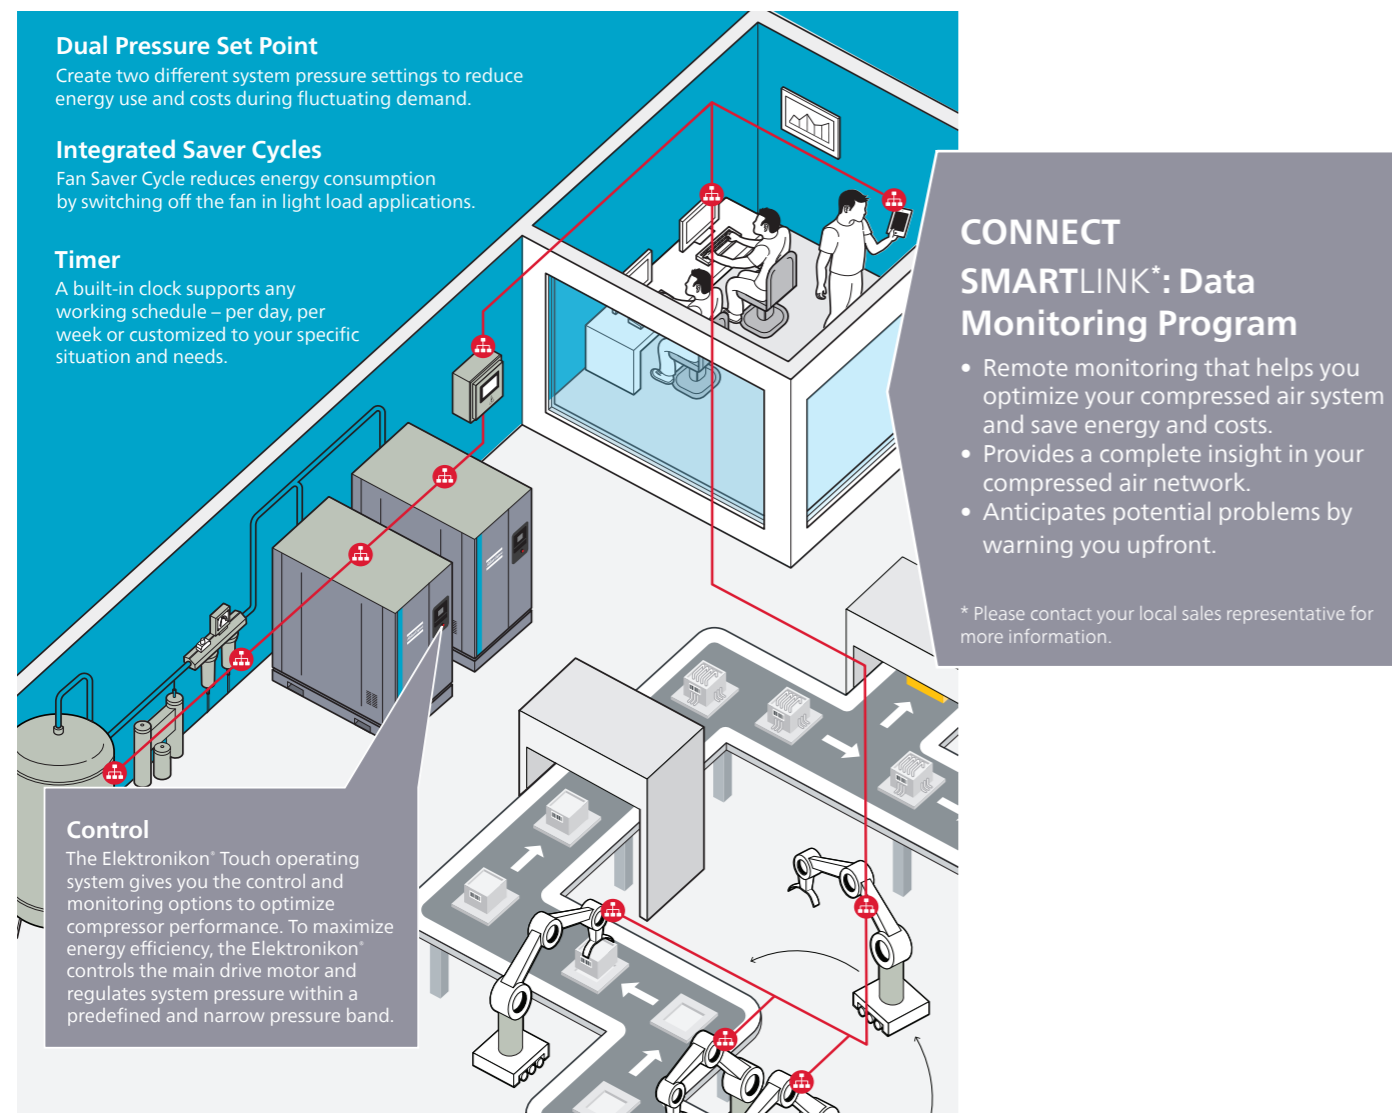 Dual Pressure Set Point
Create two different system pressure settings to reduce
energy use and costs during fluctuating demand.
Integrated Saver Cycles
Fan Saver Cycle reduces energy consumption
by switching off the fan in light load applications.
Timer
A built-in clock supports any
working schedule – per day, per
week or customized to your specific
situation and needs.
CONNECT
SMARTLINK*: Data
Monitoring Program
• Remote monitoring that helps you
optimize your compressed air system
and save energy and costs.
• Provides a complete insight in your
compressed air network.
• Anticipates potential problems by
warning you upfront.
* Please contact your local sales representative for
more information.
Control
The Elektronikon® Touch operating
system gives you the control and
monitoring options to optimize
compressor performance. To maximize
energy efficiency, the Elektronikon®
controls the main drive motor and
regulates system pressure within a
predefined and narrow pressure band.